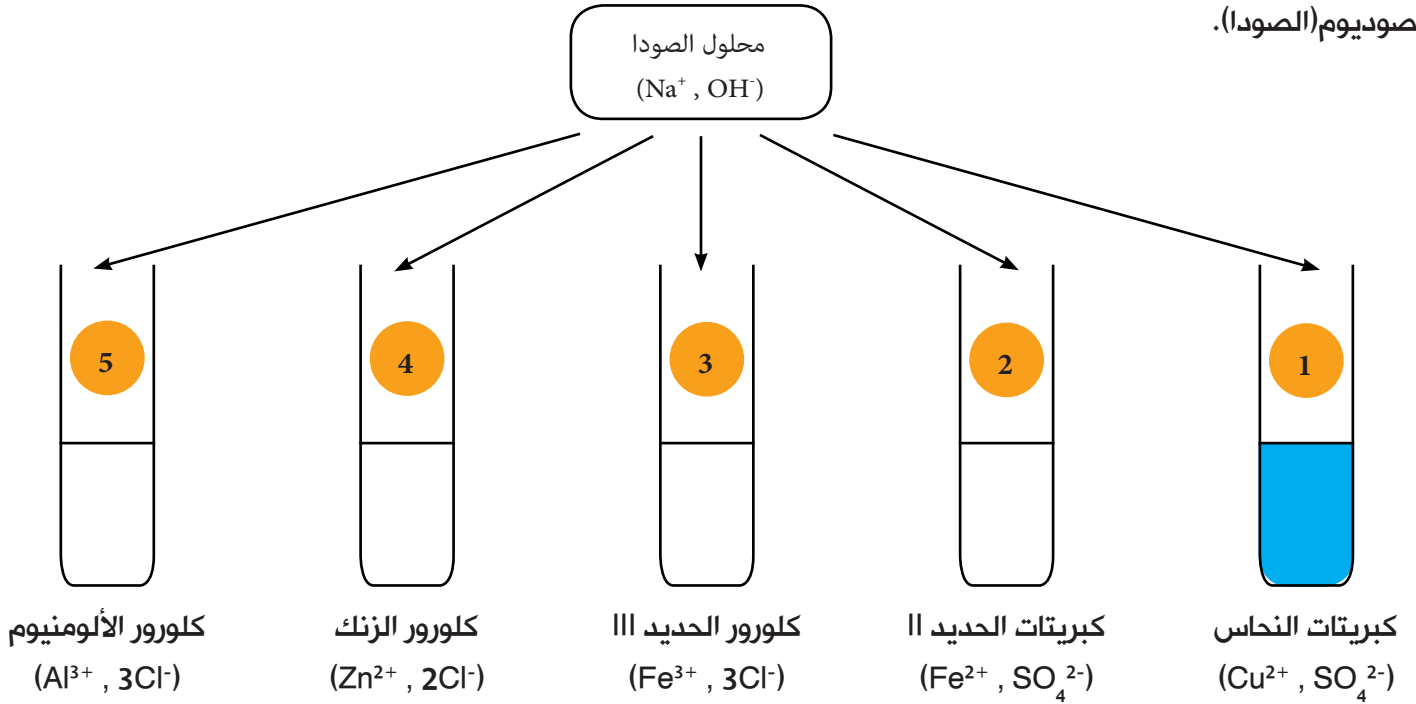 صوديوم(الصودا).
محلول الصودا
(Na⁺ , OH⁻)
1
2
3
4
5
كبريتات النحاس
كبريتات الحديد II
كلورور الحديد III
كلورور الزنك
كلورور الألومنيوم
(Cu²⁺ , SO₄²⁻)
(Fe²⁺ , SO₄²⁻)
(Fe³⁺ , 3Cl⁻)
(Zn²⁺ , 2Cl⁻)
(Al³⁺ , 3Cl⁻)